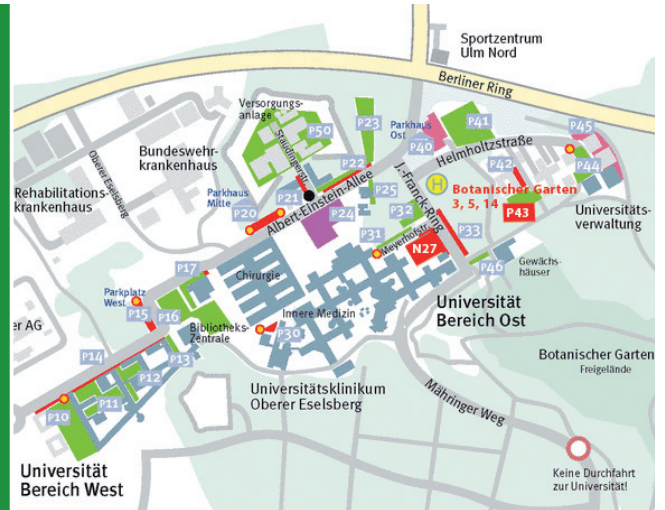 Sportzentrum
Ulm Nord
Berliner Ring
Versorgungs-
anlage
P50
Staudingerstr.
P23
Parkhaus
Ost
P40
P41
P45
Helmholtzstraße
P44
P42
Bundeswehr-
krankenhaus
Oberer Eselsberg
Rehabilitations-
krankenhaus
P22
P21
Parkhaus
Mitte
P20
Albert-Einstein-Allee
P24
P25
J.-Franck-Ring
H
Botanischer Garten
3, 5, 14
P43
Universitäts-
verwaltung
P32
P31
Meyerhofstr.
P33
N27
P46
Gewächs-
häuser
P17
Chirurgie
Parkplatz
West
P15
P16
Innere Medizin
Universität
Bereich Ost
er AG
Bibliotheks-
Zentrale
P30
P14
P13
P12
P11
P10
Universitätsklinikum
Oberer Eselsberg
Botanischer Garten
Freigelände
Mähringer Weg
Universität
Bereich West
Keine Durchfahrt
zur Universität!